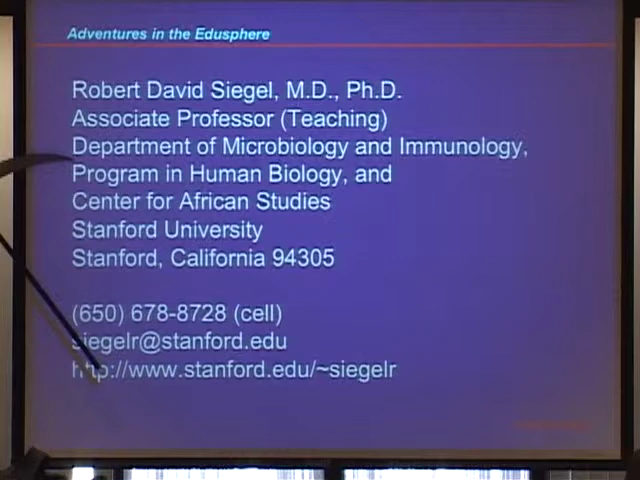 Adventures in the Edusphere
Robert David Siegel, M.D., Ph.D.
Associate Professor (Teaching)
Department of Microbiology and Immunology,
Program in Human Biology, and
Center for African Studies
Stanford University
Stanford, California 94305
(650) 678-8728 (cell)
siegelr@stanford.edu
http://www.stanford.edu/~siegelr